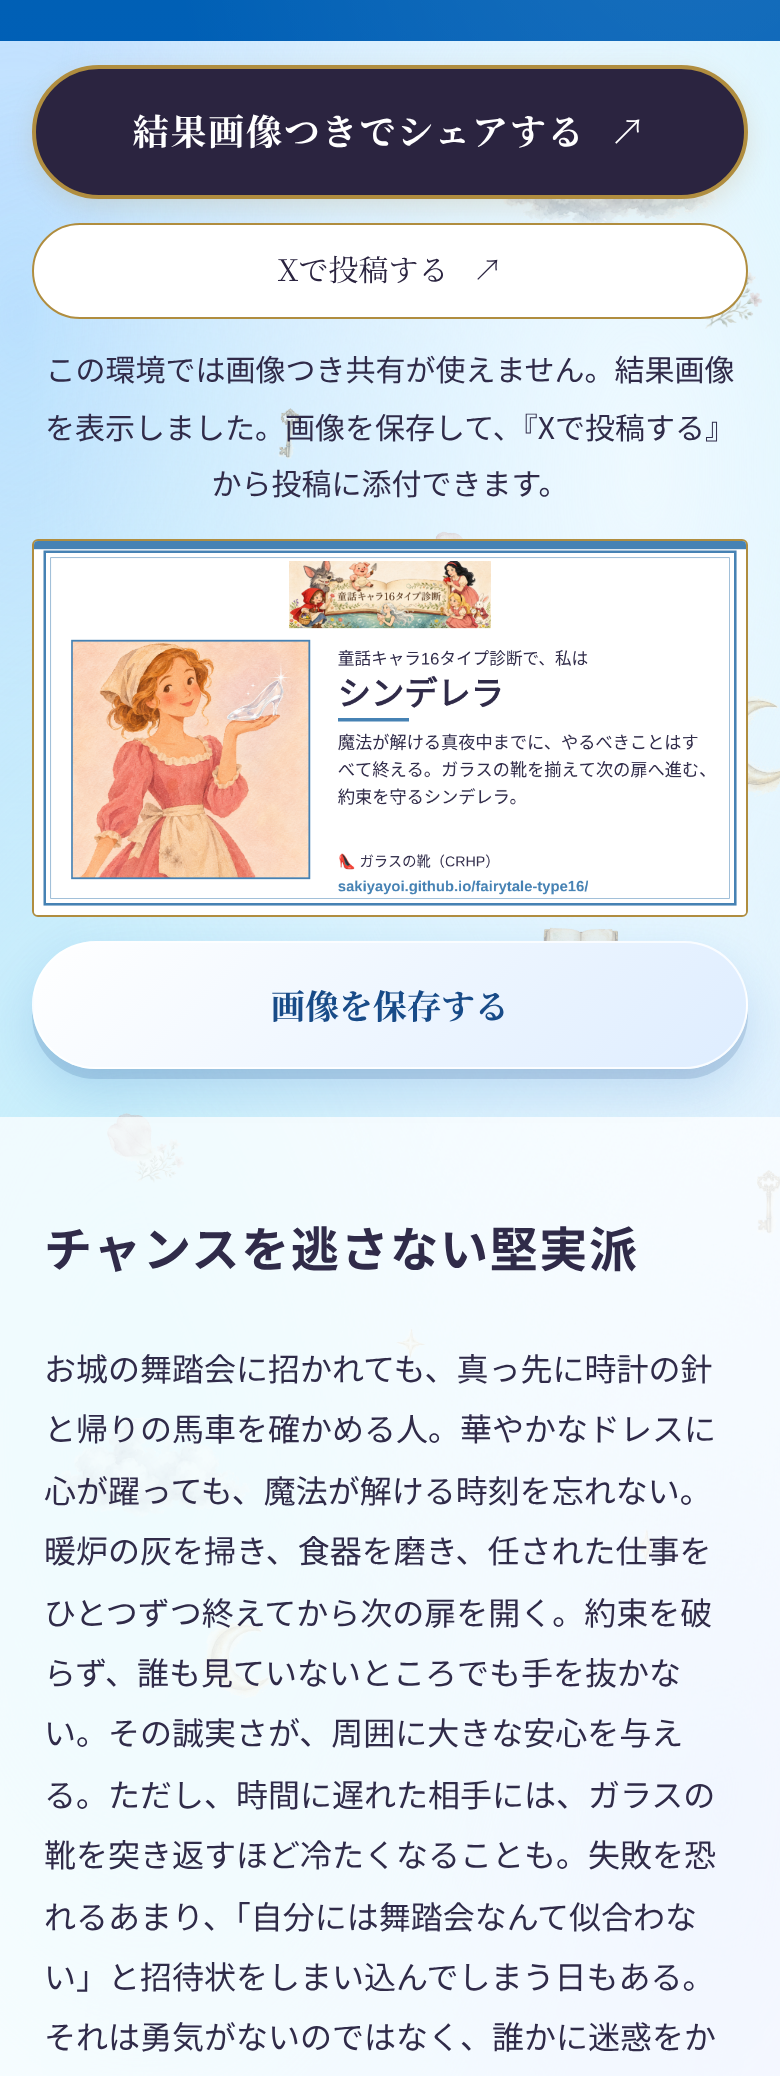 結果画像つきでシェアする ↗
Xで投稿する ↗
この環境では画像つき共有が使えません。結果画像
を表示しました。画像を保存して、『Xで投稿する』
から投稿に添付できます。
童話キャラ16タイプ診断
童話キャラ16タイプ診断で、私は
シンデレラ
魔法が解ける真夜中までに、やるべきことはす
べて終える。ガラスの靴を揃えて次の扉へ進む、
約束を守るシンデレラ。
👠 ガラスの靴（CRHP）
sakiyayoi.github.io/fairytale-type16/
画像を保存する
チャンスを逃さない堅実派
お城の舞踏会に招かれても、真っ先に時計の針
と帰りの馬車を確かめる人。華やかなドレスに
心が躍っても、魔法が解ける時刻を忘れない。
暖炉の灰を掃き、食器を磨き、任された仕事を
ひとつずつ終えてから次の扉を開く。約束を破
らず、誰も見ていないところでも手を抜かな
い。その誠実さが、周囲に大きな安心を与え
る。ただし、時間に遅れた相手には、ガラスの
靴を突き返すほど冷たくなることも。失敗を恐
れるあまり、「自分には舞踏会なんて似合わな
い」と招待状をしまい込んでしまう日もある。
それは勇気がないのではなく、誰かに迷惑をか